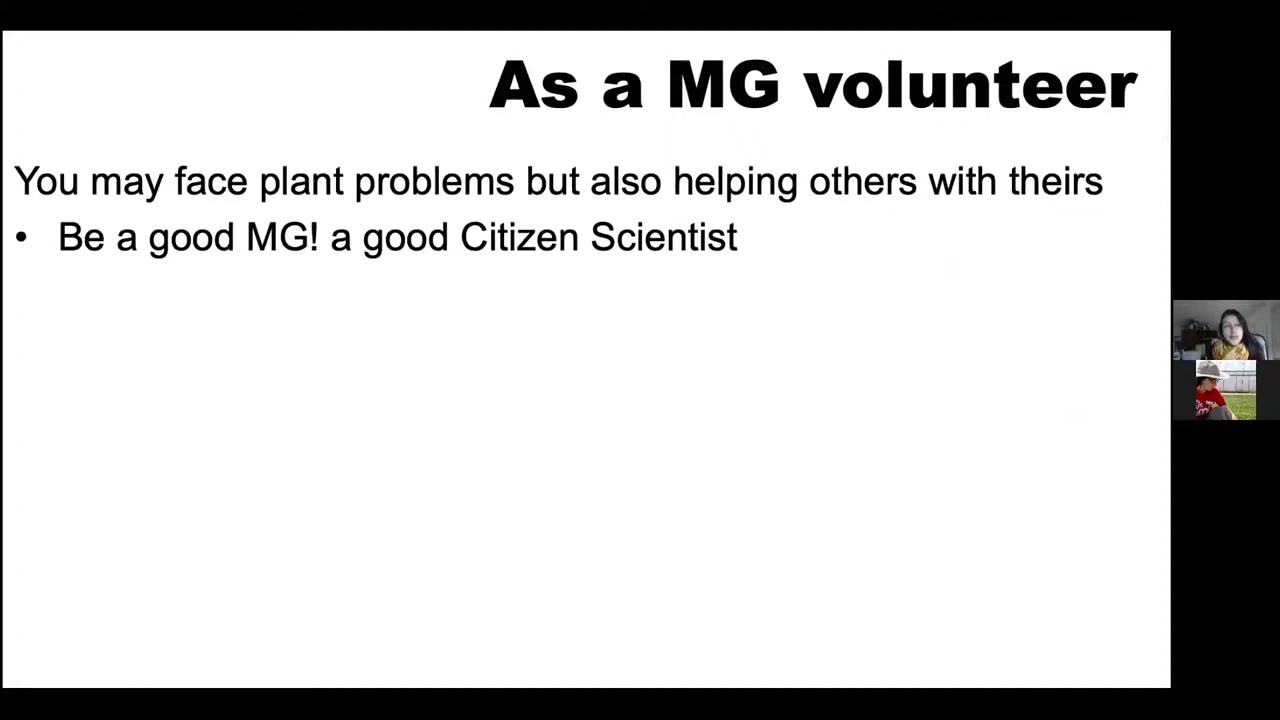 As a MG volunteer
You may face plant problems but also helping others with theirs
• Be a good MG! a good Citizen Scientist